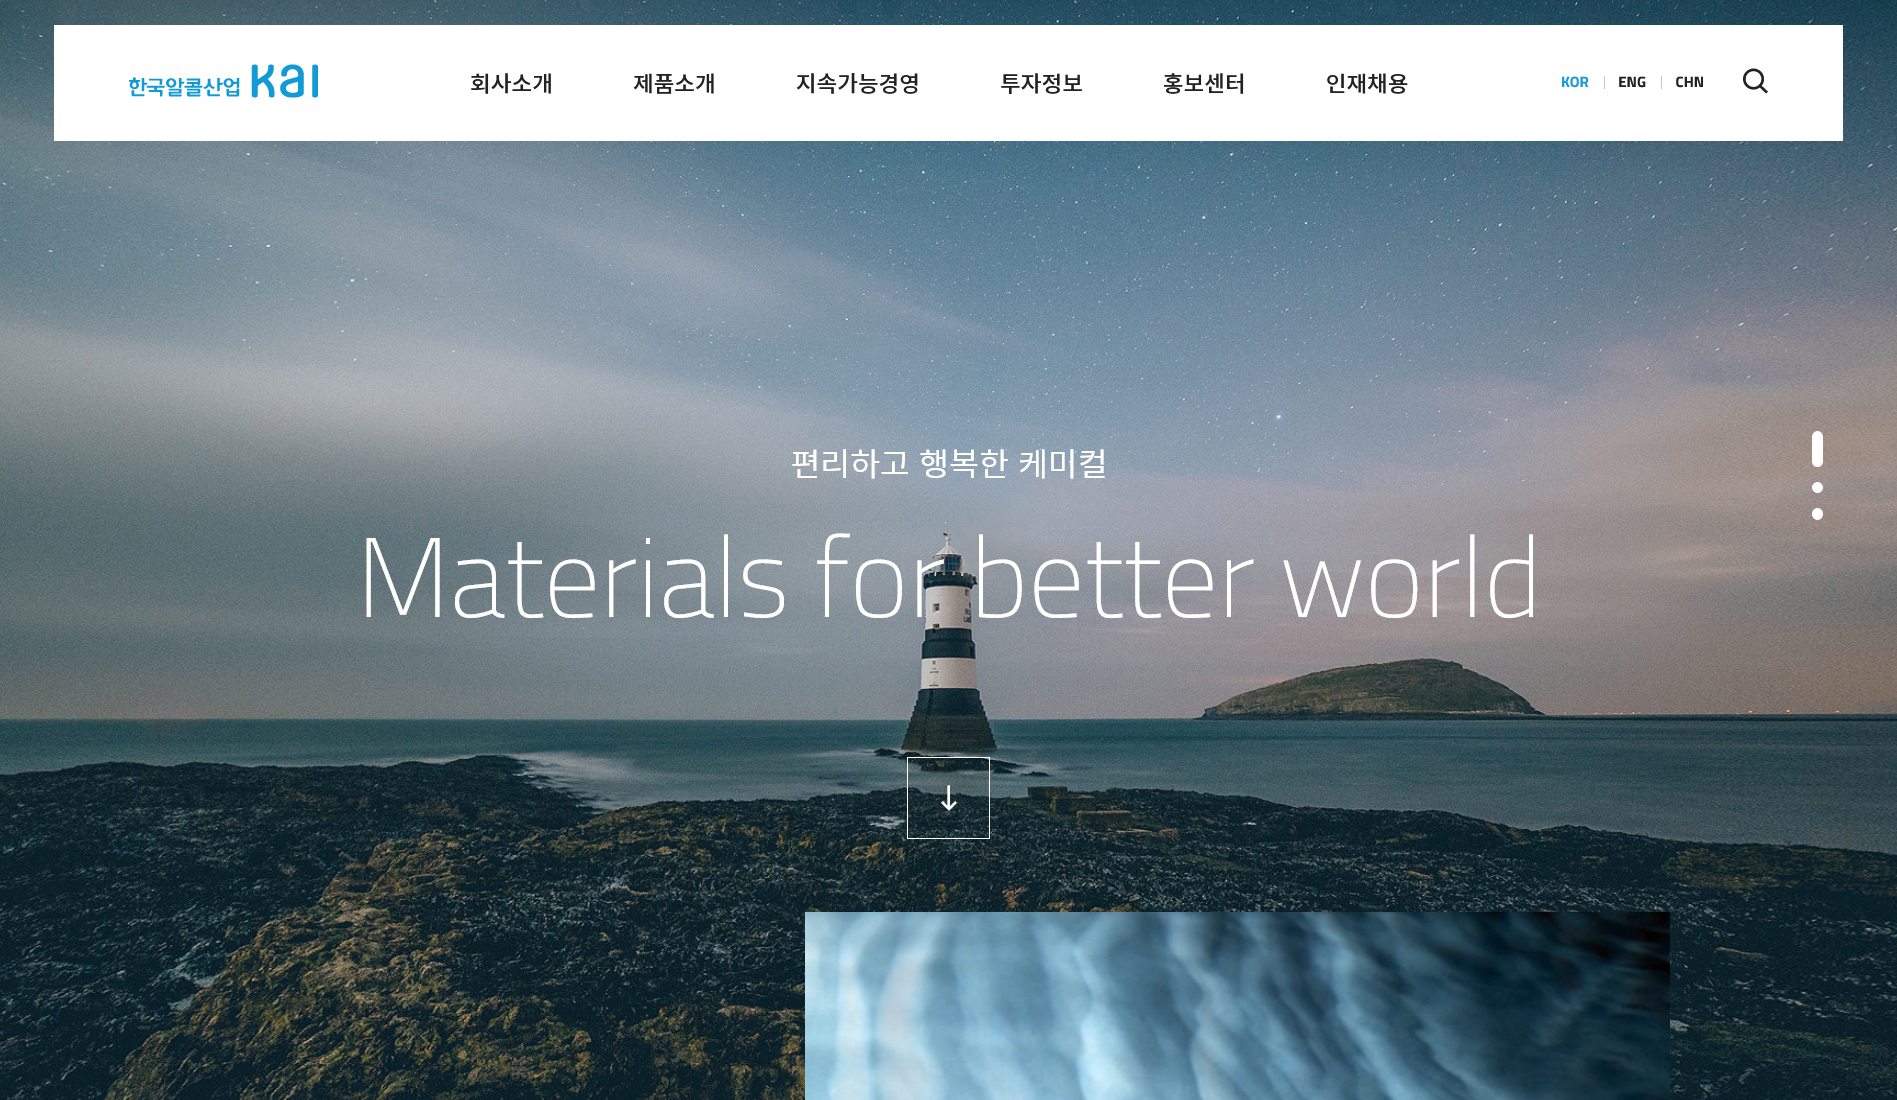 한국알콜산업 kai
회사소개 제품소개 지속가능경영 투자정보 홍보센터 인재채용 KOR ENG CHN
편리하고 행복한 케미컬
Materials for better world